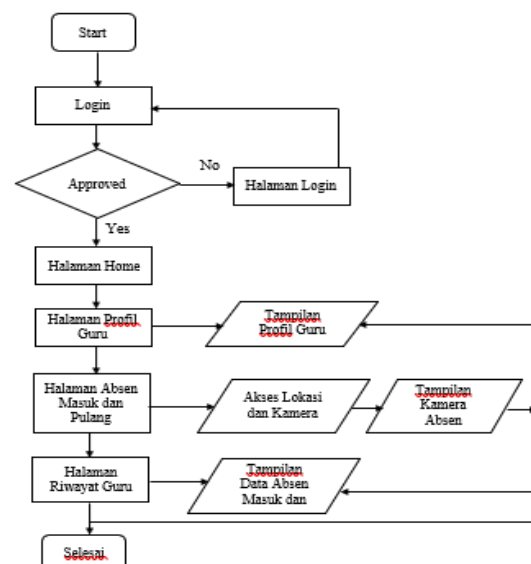 Start
Login
Approved
No
Halaman Login
Yes
Halaman Home
Halaman Profil
Guru
Tampilan
Profil Guru
Halaman Absen
Masuk dan
Pulang
Akses Lokasi
dan Kamera
Tampilan
Kamera
Absen
Halaman
Riwayat Guru
Tampilan
Data Absen
Masuk dan
Selesai